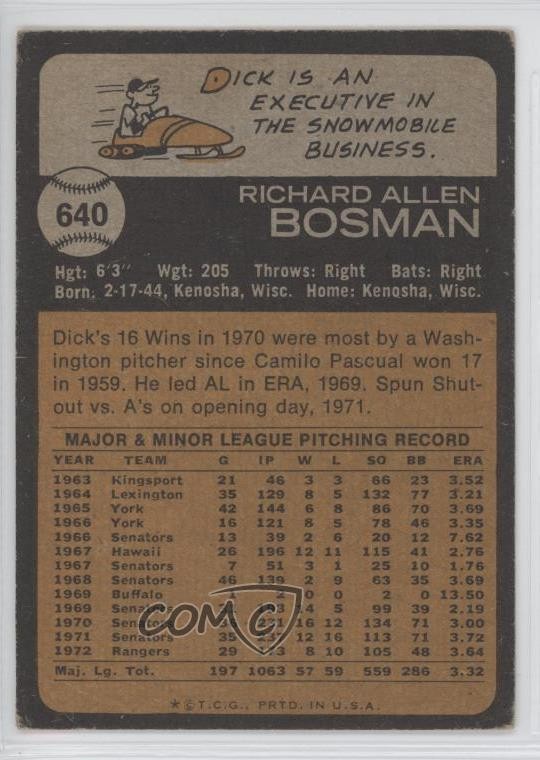 DICK IS AN
EXECUTIVE IN
THE SNOWMOBILE
BUSINESS.
640
RICHARD ALLEN
BOSMAN
Hgt: 6'3" Wgt: 205 Throws: Right Bats: Right
Born: 2-17-44, Kenosha, Wisc. Home: Kenosha, Wisc.
Dick's 16 Wins in 1970 were most by a Wash-
ington pitcher since Camilo Pascual won 17
in 1959. He led AL in ERA, 1969. Spun Shut-
out vs. A's on opening day, 1971.
MAJOR & MINOR LEAGUE PITCHING RECORD
YEAR TEAM G IP W L SO BB ERA
1963 Kingsport 21 46 3 3 66 23 3.52
1964 Lexington 35 129 8 5 132 77 3.21
1965 York 42 144 6 8 86 70 3.69
1966 York 16 121 8 5 78 46 3.35
1966 Senators 13 39 2 6 20 12 7.62
1967 Hawaii 26 196 12 11 115 41 2.76
1967 Senators 7 51 3 1 25 10 1.76
1968 Senators 46 139 2 9 63 35 3.69
1969 Buffalo 1 2 0 0 2 0 13.50
1969 Senators 14 5 99 39 2.19
1970 Senators 16 12 134 71 3.00
1971 Senators 35 237 12 16 113 71 3.72
1972 Rangers 29 8 10 105 48 3.64
Maj. Lg. Tot. 197 1063 57 59 559 286 3.32
COMC
*©T.C.G., PRTD. IN U.S.A.